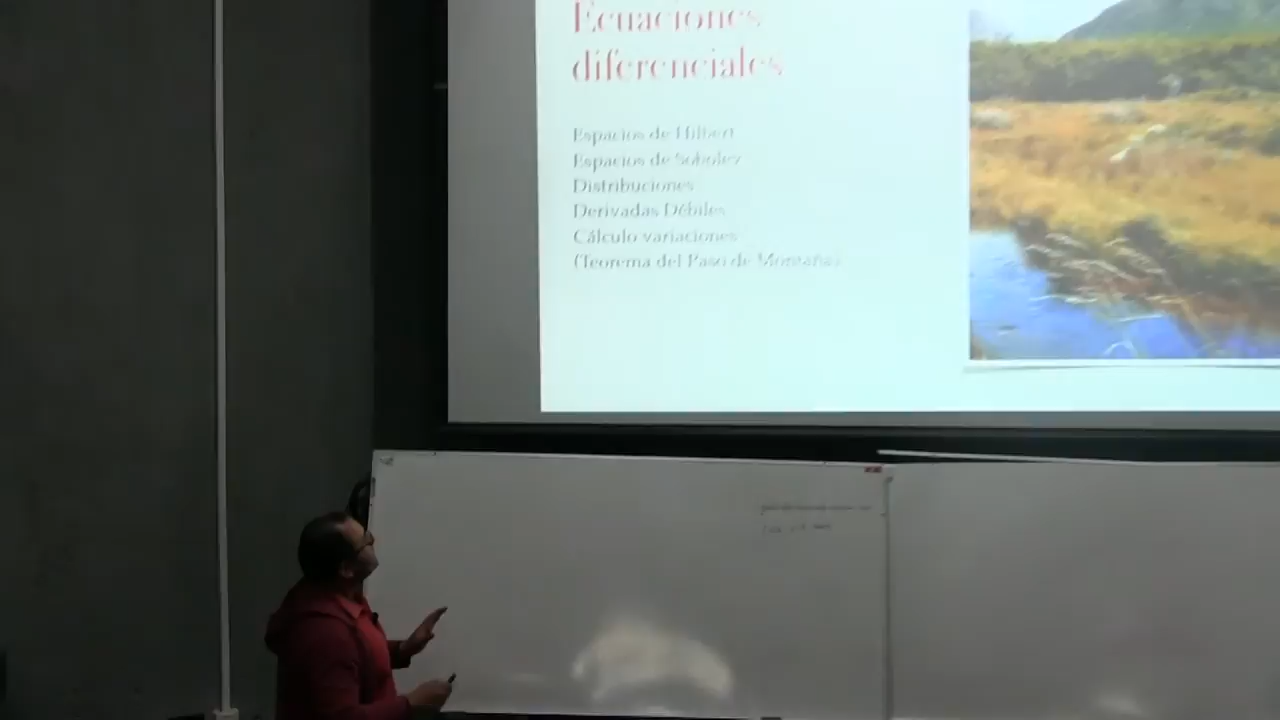 Ecuaciones
diferenciales
Espacios de Hilbert
Espacios de Sobolev
Distribuciones
Derivadas Débiles
Cálculo variaciones
(Teorema del Paso de Montaña)